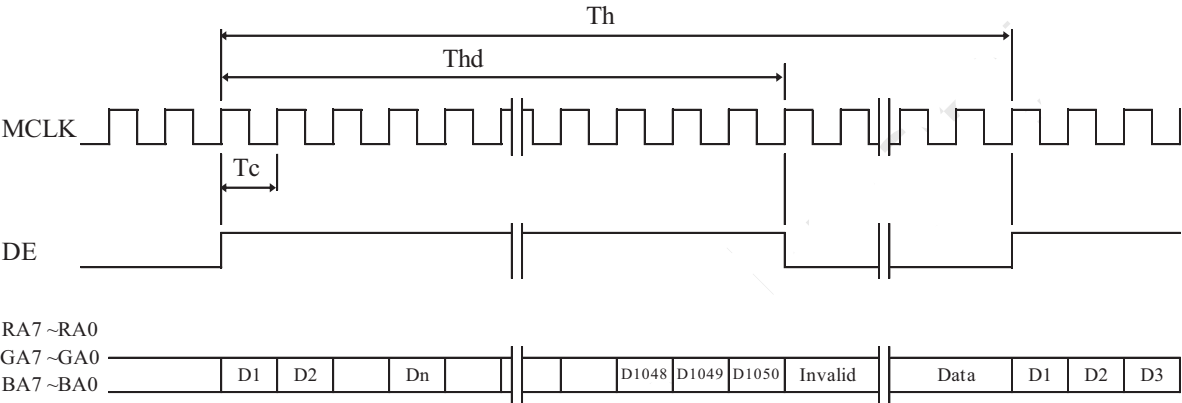 Th
Thd
MCLK
Tc
DE
RA7 ~RA0
GA7 ~GA0
BA7 ~BA0
D1 D2 Dn D1048 D1049 D1050 Invalid Data D1 D2 D3